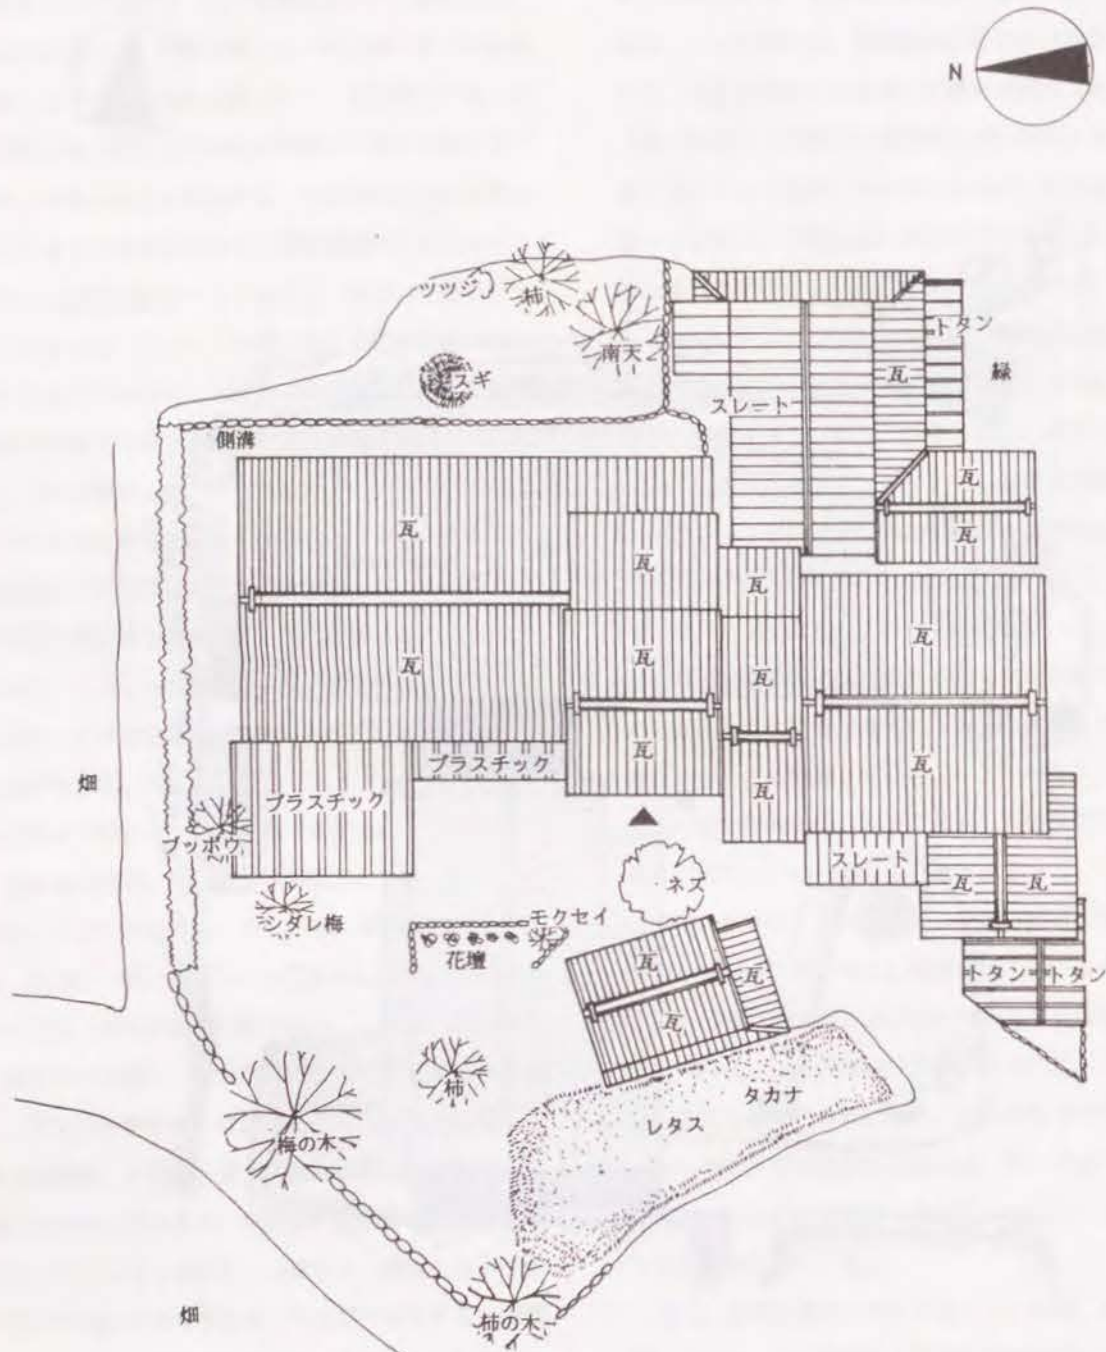 N
ツツジ
柿
南天
スギ
トタン
緑
瓦
スレート
側溝
瓦
瓦
瓦
瓦
瓦
瓦
瓦
瓦
瓦
瓦
瓦
瓦
プラスチック
プラスチック
畑
ブッポウ
スレート
瓦
瓦
ネズ
シダレ梅
モクセイ
花壇
瓦
瓦
瓦
トタン
トタン
柿
タカナ
レタス
梅の木
柿の木
畑